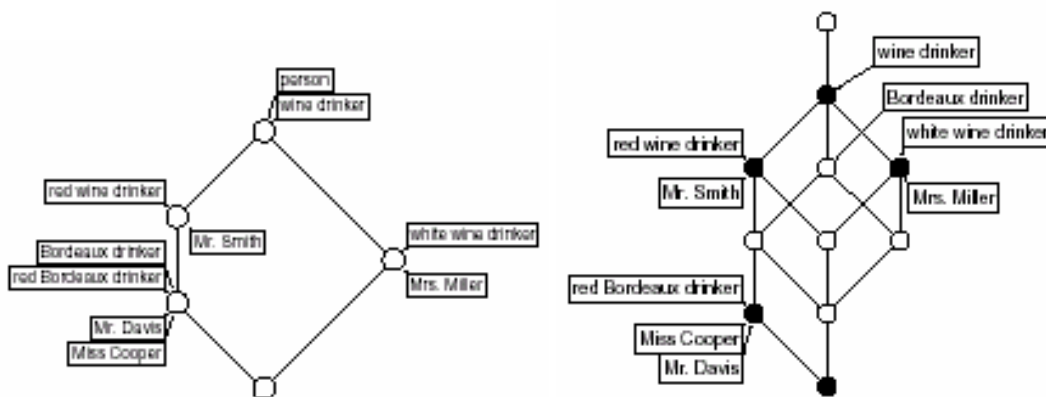 person
wine drinker
red wine drinker
Mr. Smith
Bordeaux drinker
red Bordeaux drinker
white wine drinker
Mrs. Miller
Mr. Davis
Miss Cooper
wine drinker
Bordeaux drinker
red wine drinker
white wine drinker
Mr. Smith
Mrs. Miller
red Bordeaux drinker
Miss Cooper
Mr. Davis